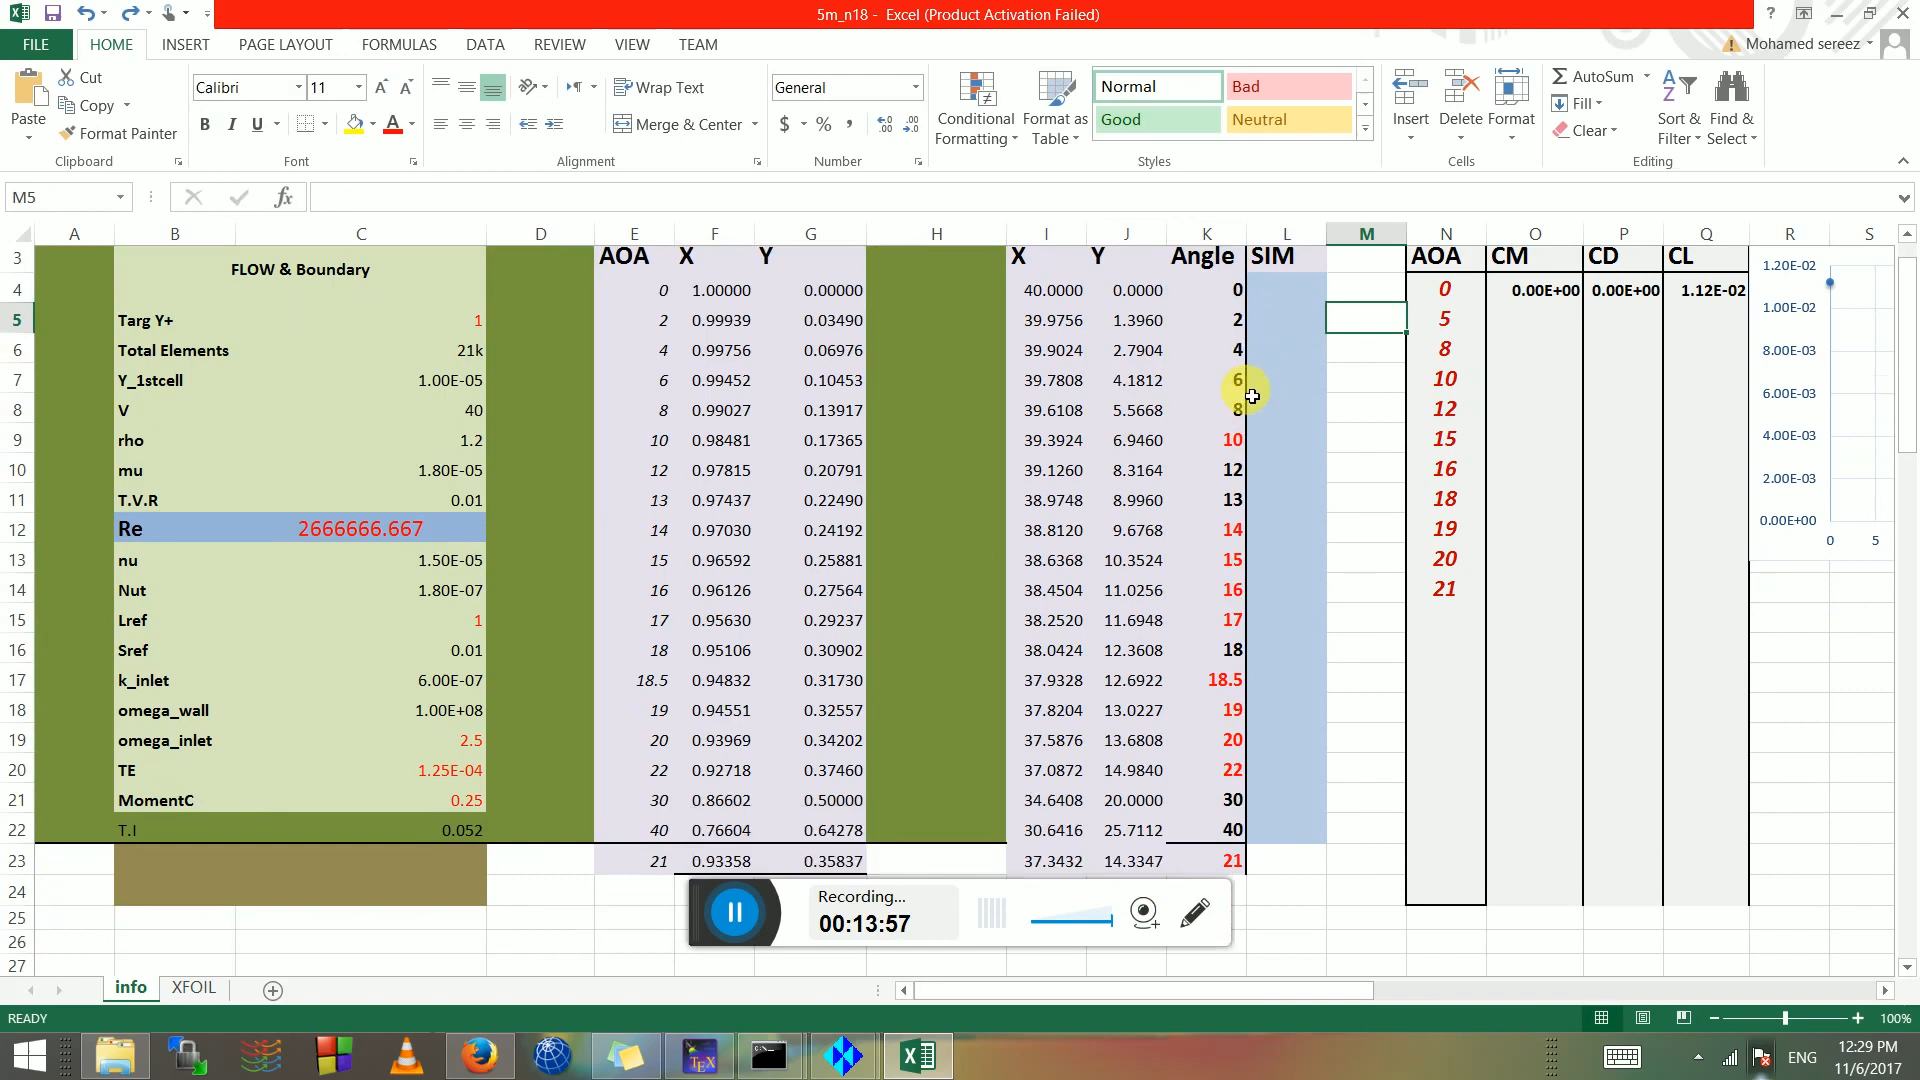 5m_n18 - Excel (Product Activation Failed)
FILE HOME INSERT PAGE LAYOUT FORMULAS DATA REVIEW VIEW TEAM
Mohamed sereez
Paste Cut Copy Format Painter
Calibri 11
B I U A
Wrap Text
Merge & Center
General
$ % ,
Conditional Formatting Format as Table
Normal Bad
Good Neutral
Insert Delete Format
AutoSum Fill Clear
Sort & Filter Find & Select
Clipboard Font Alignment Number Styles Cells Editing
M5 fx
A B C D E F G H I J K L M N O P Q R S
3 FLOW & Boundary AOA X Y X Y Angle SIM AOA CM CD CL 1.20E-02
4 0 1.00000 0.00000 40.0000 0.0000 0 0 0.00E+00 0.00E+00 1.12E-02 1.00E-02
5 Targ Y+ 1 2 0.99939 0.03490 39.9756 1.3960 2 5
6 Total Elements 21k 4 0.99756 0.06976 39.9024 2.7904 4 8 8.00E-03
7 Y_1stcell 1.00E-05 6 0.99452 0.10453 39.7808 4.1812 6 10 6.00E-03
8 V 40 8 0.99027 0.13917 39.6108 5.5668 8 12
9 rho 1.2 10 0.98481 0.17365 39.3924 6.9460 10 15 4.00E-03
10 mu 1.80E-05 12 0.97815 0.20791 39.1260 8.3164 12 16 2.00E-03
11 T.V.R 0.01 13 0.97437 0.22490 38.9748 8.9960 13 18
12 Re 2666666.667 14 0.97030 0.24192 38.8120 9.6768 14 19 0.00E+00
0 5
13 nu 1.50E-05 15 0.96592 0.25881 38.6368 10.3524 15 20
14 Nut 1.80E-07 16 0.96126 0.27564 38.4504 11.0256 16 21
15 Lref 1 17 0.95630 0.29237 38.2520 11.6948 17
16 Sref 0.01 18 0.95106 0.30902 38.0424 12.3608 18
17 k_inlet 6.00E-07 18.5 0.94832 0.31730 37.9328 12.6922 18.5
18 omega_wall 1.00E+08 19 0.94551 0.32557 37.8204 13.0227 19
19 omega_inlet 2.5 20 0.93969 0.34202 37.5876 13.6808 20
20 TE 1.25E-04 22 0.92718 0.37460 37.0872 14.9840 22
21 MomentC 0.25 30 0.86602 0.50000 34.6408 20.0000 30
22 T.I 0.052 40 0.76604 0.64278 30.6416 25.7112 40
23 21 0.93358 0.35837 37.3432 14.3347 21
24
25
26
27
Recording...
00:13:57
info XFOIL
READY 100%
TEX
ENG
12:29 PM
11/6/2017